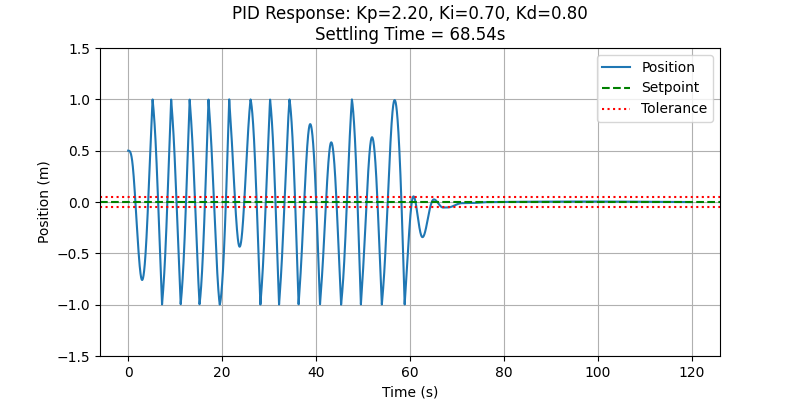 PID Response: Kp=2.20, Ki=0.70, Kd=0.80
Settling Time = 68.54s
Position
Setpoint
Tolerance
1.5
1.0
0.5
0.0
−0.5
−1.0
−1.5
Position (m)
0 20 40 60 80 100 120
Time (s)